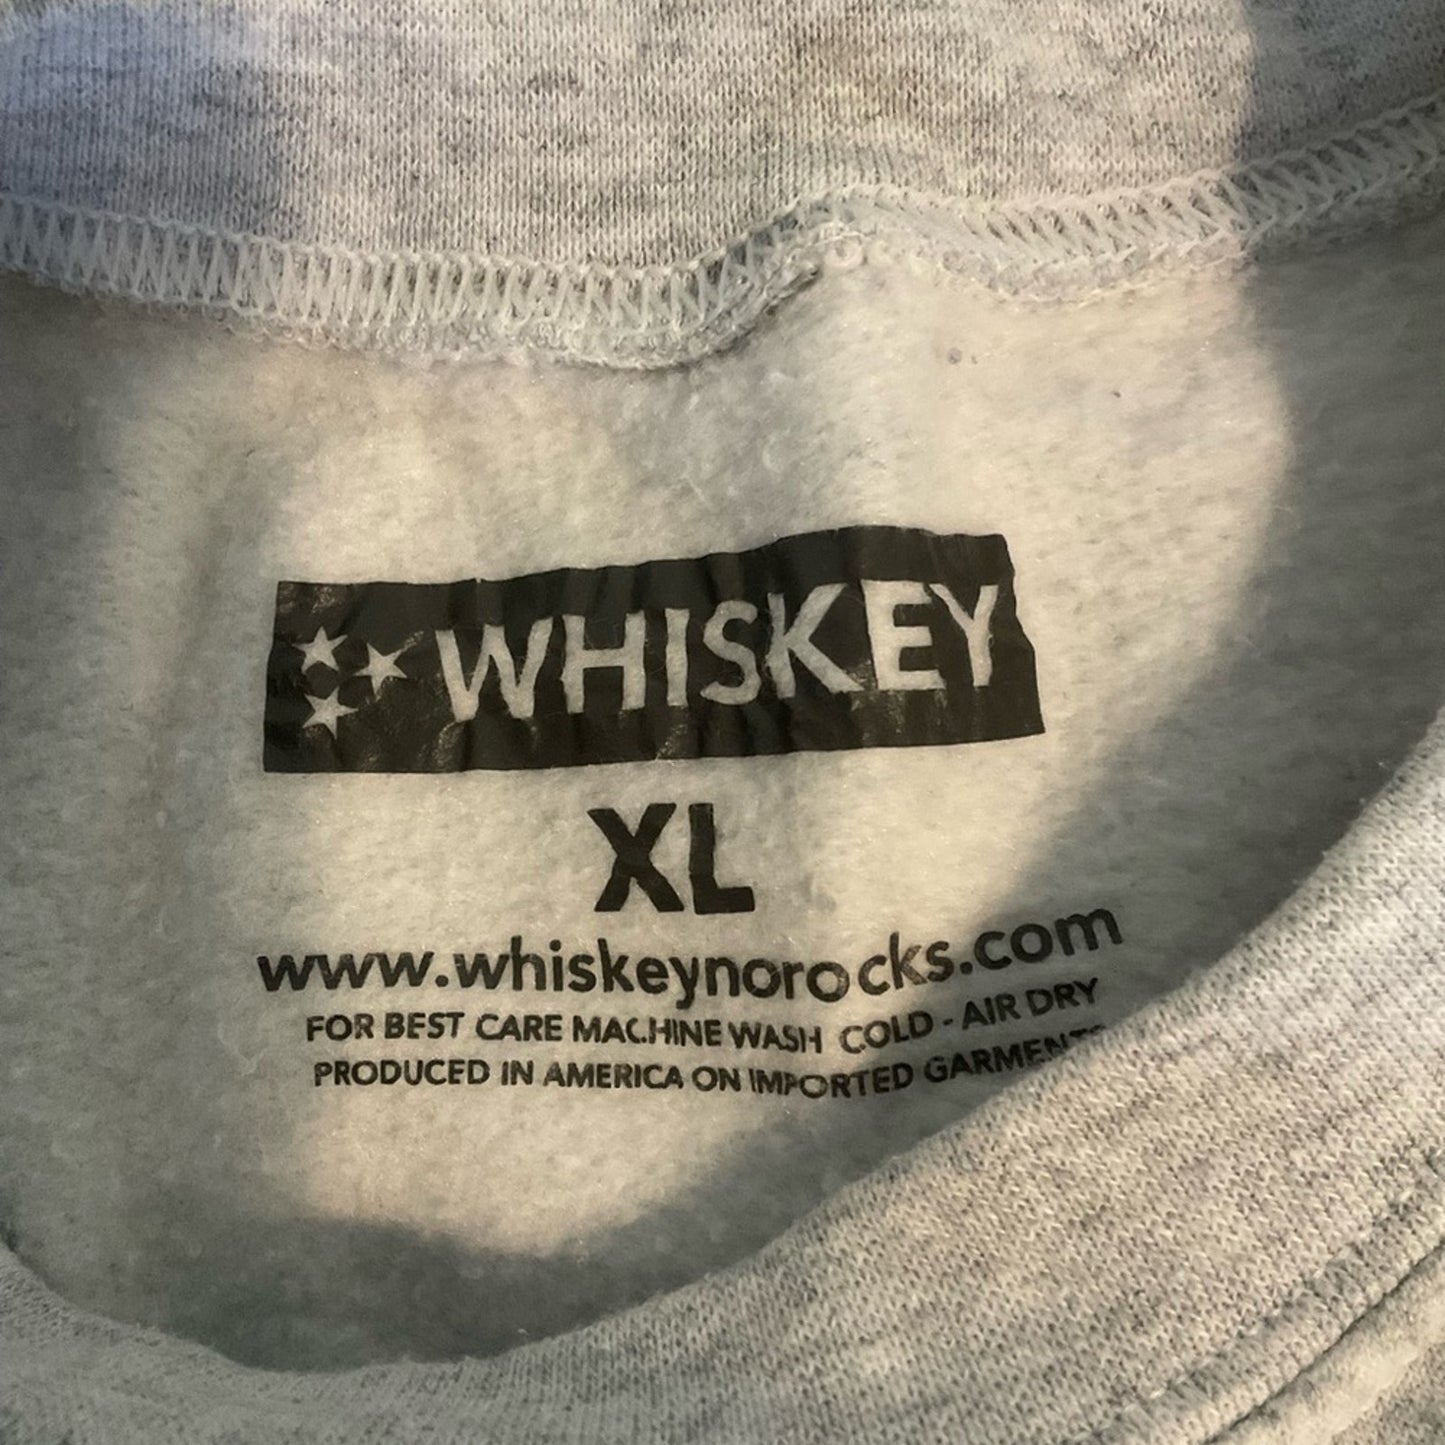 WHISKEY
XL
www.whiskeynorocks.com
FOR BEST CARE MACHINE WASH COLD - AIR DRY
PRODUCED IN AMERICA ON IMPORTED GARMENTS